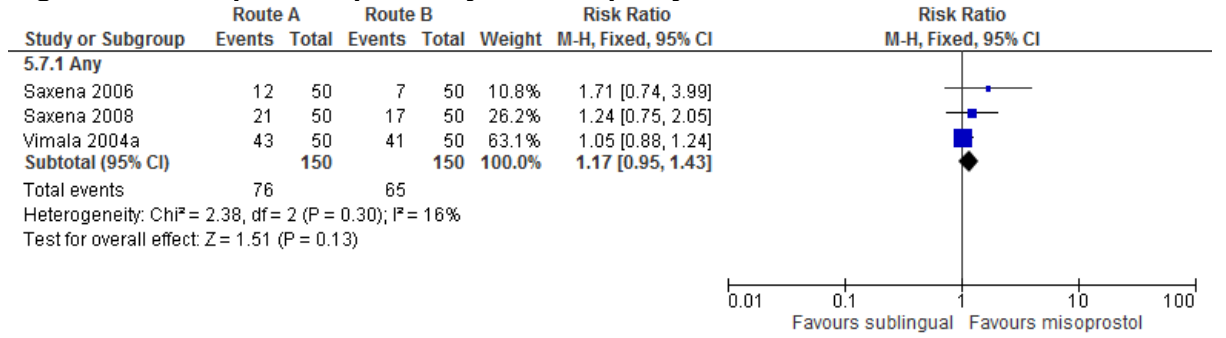 Route A Route B Risk Ratio Risk Ratio
Study or Subgroup Events Total Events Total Weight M-H, Fixed, 95% CI M-H, Fixed, 95% CI
5.7.1 Any
Saxena 2006 12 50 7 50 10.8% 1.71 [0.74, 3.99]
Saxena 2008 21 50 17 50 26.2% 1.24 [0.75, 2.05]
Vimala 2004a 43 50 41 50 63.1% 1.05 [0.88, 1.24]
Subtotal (95% CI) 150 150 100.0% 1.17 [0.95, 1.43]
Total events 76 65
Heterogeneity: Chi² = 2.38, df = 2 (P = 0.30); I² = 16%
Test for overall effect: Z = 1.51 (P = 0.13)
0.01 0.1 1 10 100
Favours sublingual Favours misoprostol